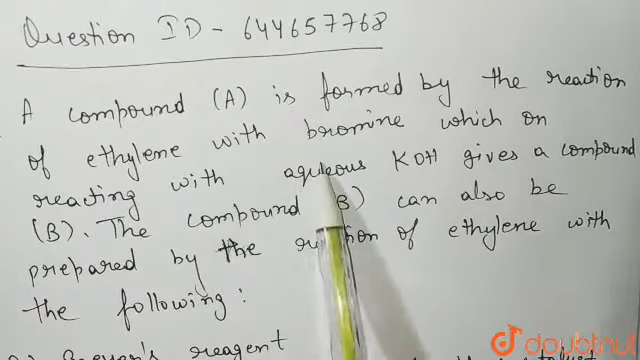 Question ID - 644657768
A compound (A) is formed by the reaction
of ethylene with bromine which on
reacting with aqueous KOH gives a compound
(B). The compound B) can also be
prepared by the of ethylene with
the following:
reagent
doubtnut